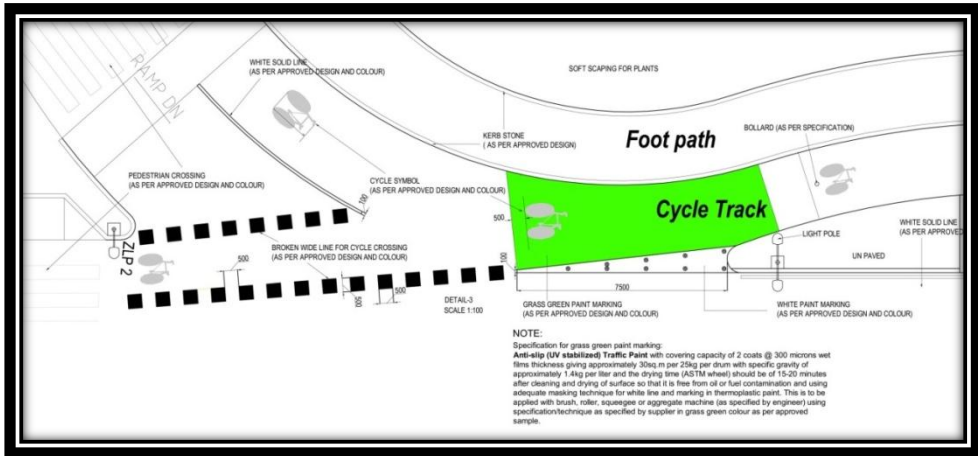 RAMP DN
WHITE SOLID LINE
(AS PER APPROVED DESIGN AND COLOUR)
SOFT SCAPING FOR PLANTS
KERB STONE
( AS PER APPROVED DESIGN)
Foot path
BOLLARD (AS PER SPECIFICATION)
PEDESTRIAN CROSSING
(AS PER APPROVED DESIGN AND COLOUR)
CYCLE SYMBOL
(AS PER APPROVED DESIGN AND COLOUR)
100
500
Cycle Track
WHITE SOLID LINE
(AS PER APPROVED
LIGHT POLE
ZLP 2
BROKEN WIDE LINE FOR CYCLE CROSSING
(AS PER APPROVED DESIGN AND COLOUR)
UN PAVED
500
100
500
500
7500
DETAIL-3
SCALE 1:100
GRASS GREEN PAINT MARKING
(AS PER APPROVED DESIGN AND COLOUR)
WHITE PAINT MARKING
(AS PER APPROVED DESIGN AND COLOUR)
NOTE:
Specification for grass green paint marking:
Anti-slip (UV stabilized) Traffic Paint with covering capacity of 2 coats @ 300 microns wet
films thickness giving approximately 30sq.m per 25kg per drum with specific gravity of
approximately 1.4kg per liter and the drying time (ASTM wheel) should be of 15-20 minutes
after cleaning and drying of surface so that it is free from oil or fuel contamination and using
adequate masking technique for white line and marking in thermoplastic paint. This is to be
applied with brush, roller, squeegee or aggregate machine (as specified by engineer) using
specification/technique as specified by supplier in grass green colour as per approved
sample.